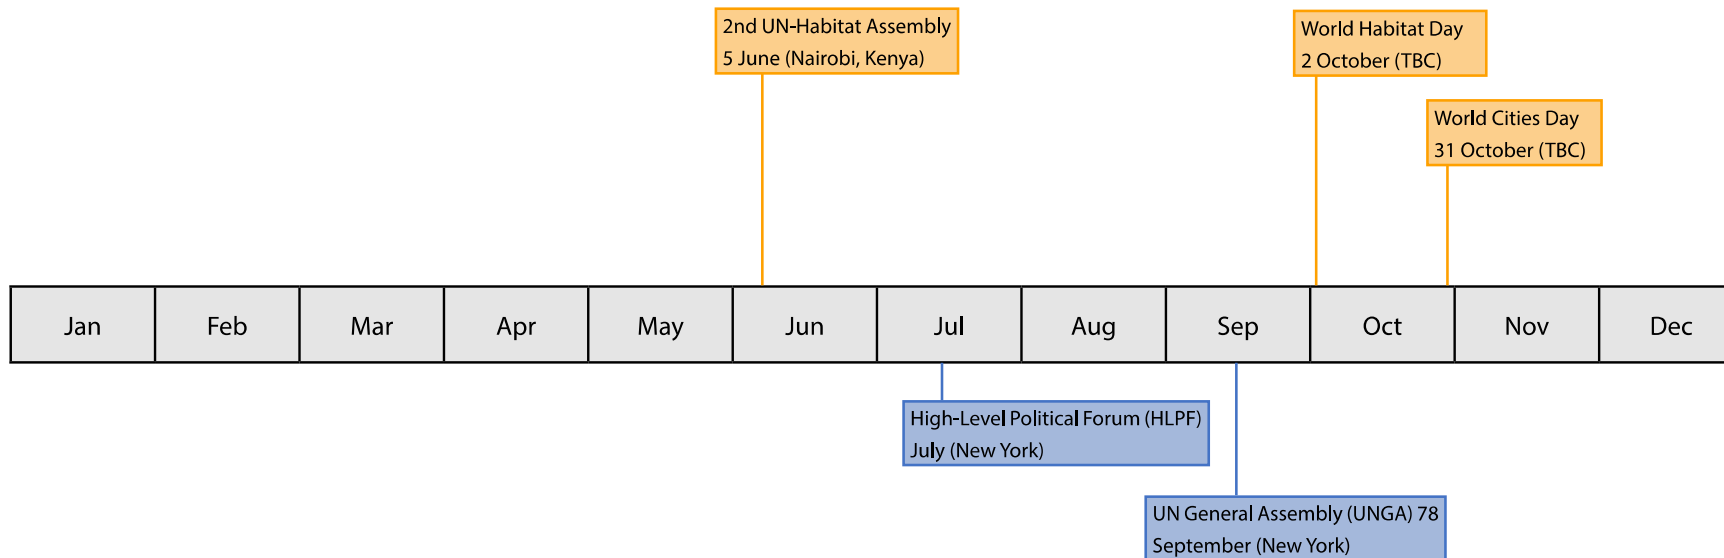 2nd UN-Habitat Assembly
5 June (Nairobi, Kenya)
World Habitat Day
2 October (TBC)
World Cities Day
31 October (TBC)
Jan Feb Mar Apr May Jun Jul Aug Sep Oct Nov Dec
High-Level Political Forum (HLPF)
July (New York)
UN General Assembly (UNGA) 78
September (New York)